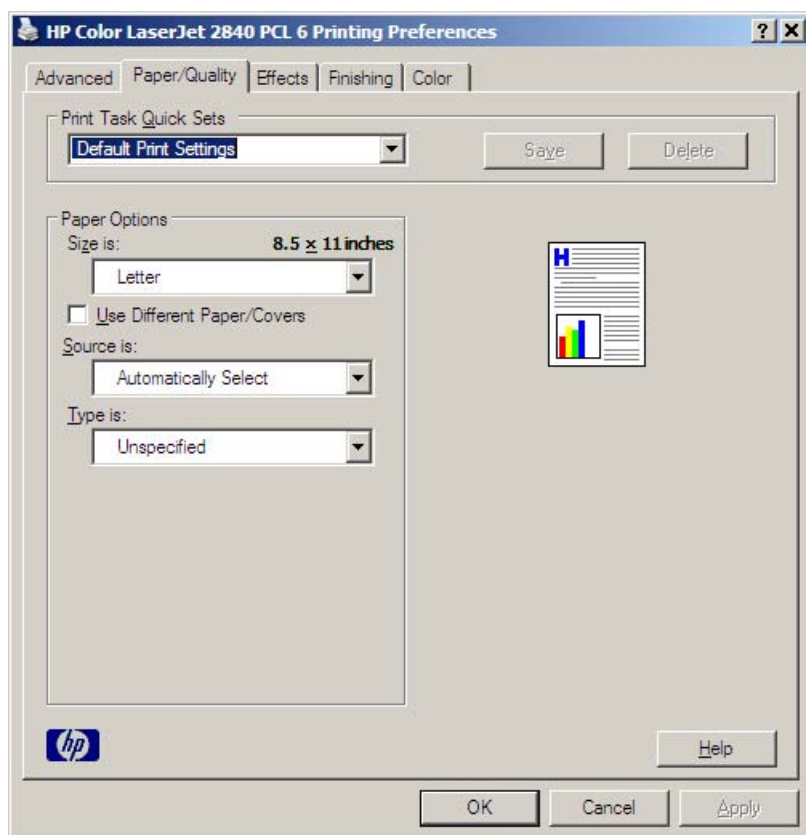 HP Color LaserJet 2840 PCL 6 Printing Preferences
Advanced Paper/Quality Effects Finishing Color
Print Task Quick Sets
Default Print Settings Save Delete
Paper Options
Size is: 8.5 x 11 inches
Letter
H
Use Different Paper/Covers
Source is:
Automatically Select
Type is:
Unspecified
hp Help
OK Cancel Apply